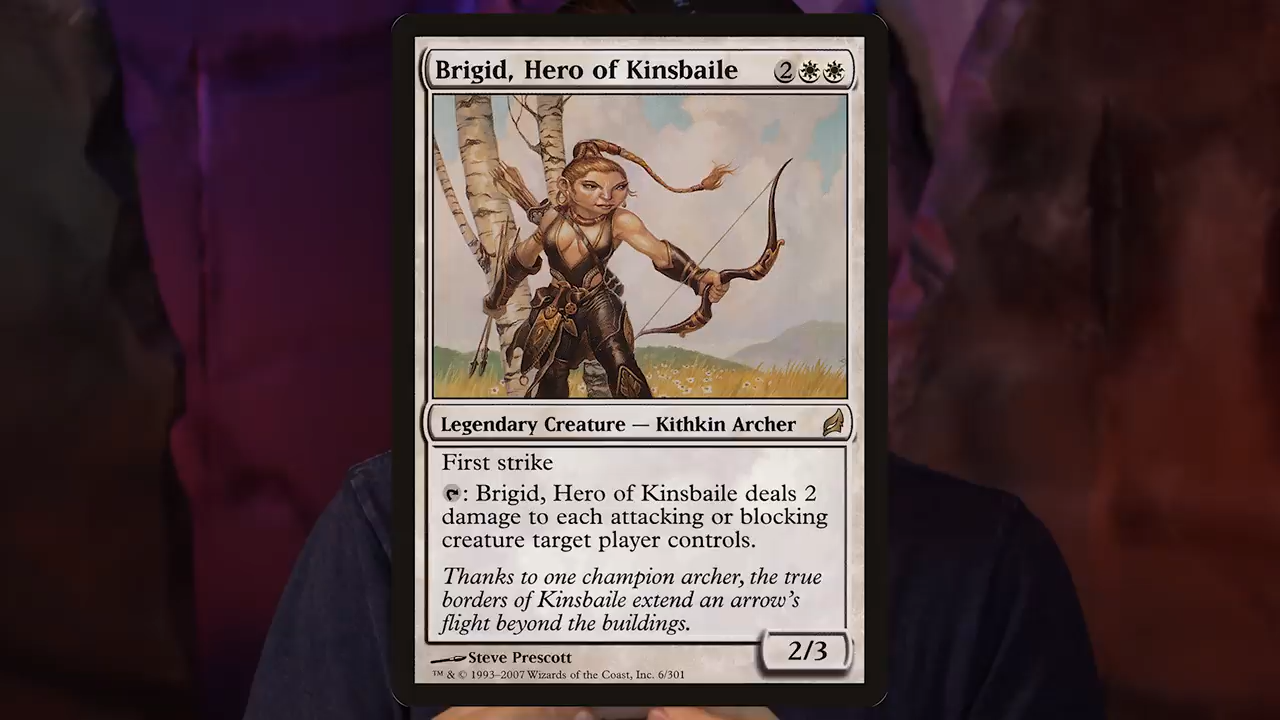 Brigid, Hero of Kinsbaile 2
Legendary Creature — Kithkin Archer
First strike
: Brigid, Hero of Kinsbaile deals 2
damage to each attacking or blocking
creature target player controls.
Thanks to one champion archer, the true
borders of Kinsbaile extend an arrow's
flight beyond the buildings.
2/3
Steve Prescott
™ & © 1993–2007 Wizards of the Coast, Inc. 6/301